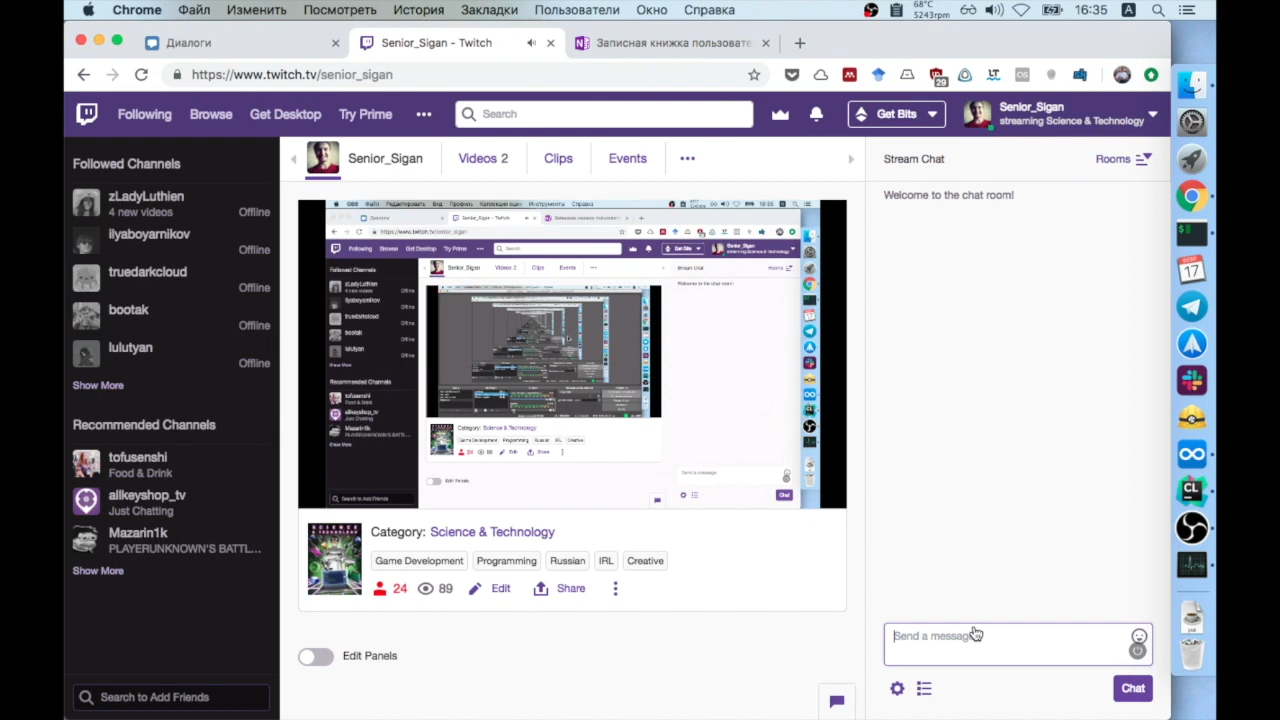 Chrome Файл Изменить Посмотреть История Закладки Пользователи Окно Справка 68°C 5243rpm 16:35 A
Диалоги
Senior_Sigan - Twitch
Записная книжка пользовате.
https://www.twitch.tv/senior_sigan
29
Following Browse Get Desktop Try Prime Search Get Bits
Senior_Sigan
streaming Science & Technology
Followed Channels
zLadyLuthien
4 new videos
Offline
ilyaboyarnikov
Offline
truedarkcloud
Offline
bootak
Offline
lulutyan
Offline
Show More
Recommended Channels
tofusenshi
Food & Drink
allkeyshop_tv
Just Chatting
Mazarin1k
PLAYERUNKNOWN'S BATTL...
Show More
Search to Add Friends
Senior_Sigan Videos 2 Clips Events
Category: Science & Technology
Game Development Programming Russian IRL Creative
24 89 Edit Share
Edit Panels
Stream Chat Rooms
Welcome to the chat room!
Send a messag
Chat
17
CL